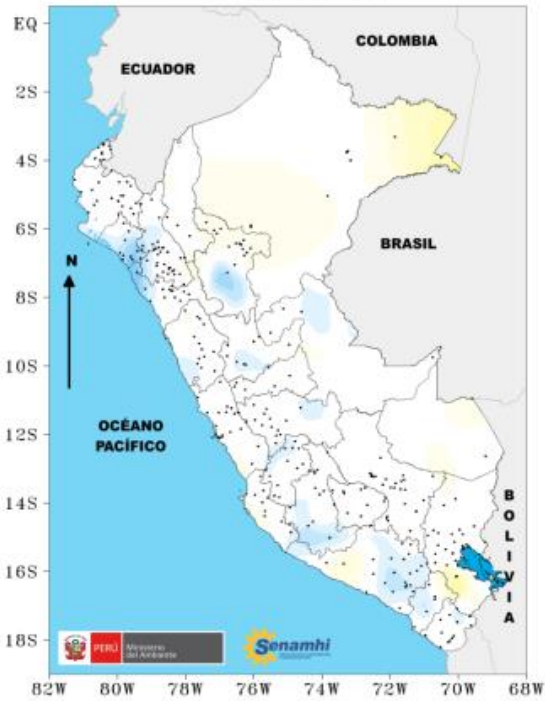 EQ
COLOMBIA
ECUADOR
2S
4S
6S
BRASIL
N
8S
10S
OCÉANO
PACÍFICO
12S
14S
B
O
L
I
V
I
A
16S
18S
PERÚ
Ministerio
del Ambiente
Senamhi
82W 80W 78W 76W 74W 72W 70W 68W